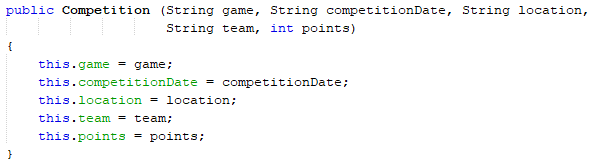 public Competition (String game, String competitionDate, String location,
String team, int points)
{
this.game = game;
this.competitionDate = competitionDate;
this.location = location;
this.team = team;
this.points = points;
}